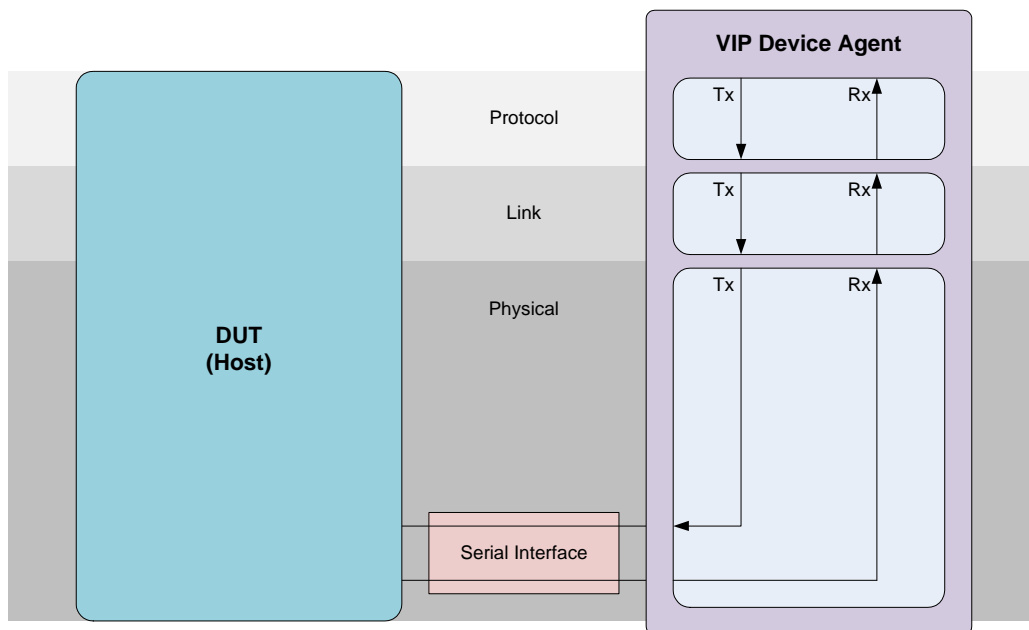 VIP Device Agent
Protocol
Tx
Rx
Link
Tx
Rx
Physical
Tx
Rx
DUT
(Host)
Serial Interface